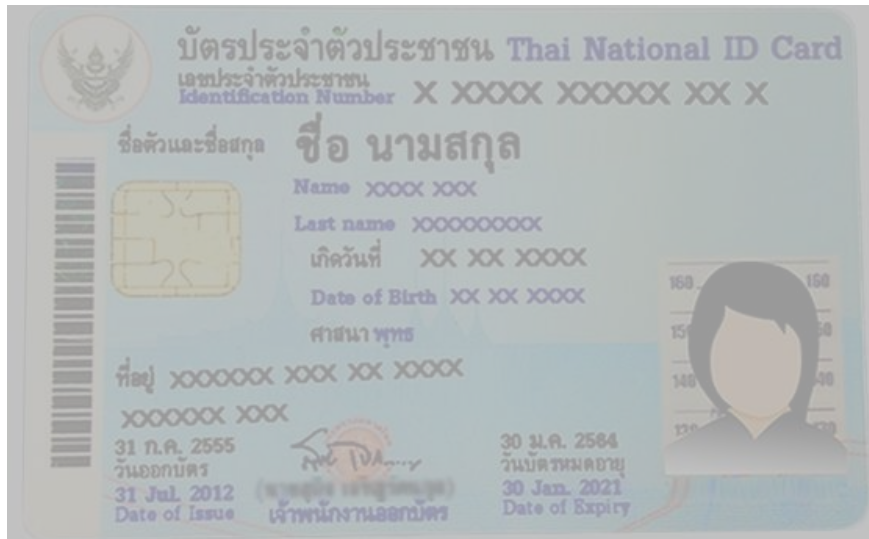 บัตรประจำตัวประชาชน Thai National ID Card
เลขประจำตัวประชาชน
Identification Number X XXXX XXXXX XX X
ชื่อตัวและชื่อสกุล ชื่อ นามสกุล
Name XXXX XXX
Last name XXXXXXXXXX
เกิดวันที่ XX XX XXXX
Date of Birth XX XX XXXX
ศาสนา พุทธ
ที่อยู่ XXXXXX XXX XX XXXX
XXXXXX XXX
160 150
31 ก.ค. 2555
วันออกบัตร
31 Jul. 2012
Date of Issue
เจ้าพนักงานออกบัตร
30 ม.ค. 2564
วันบัตรหมดอายุ
30 Jan. 2021
Date of Expiry